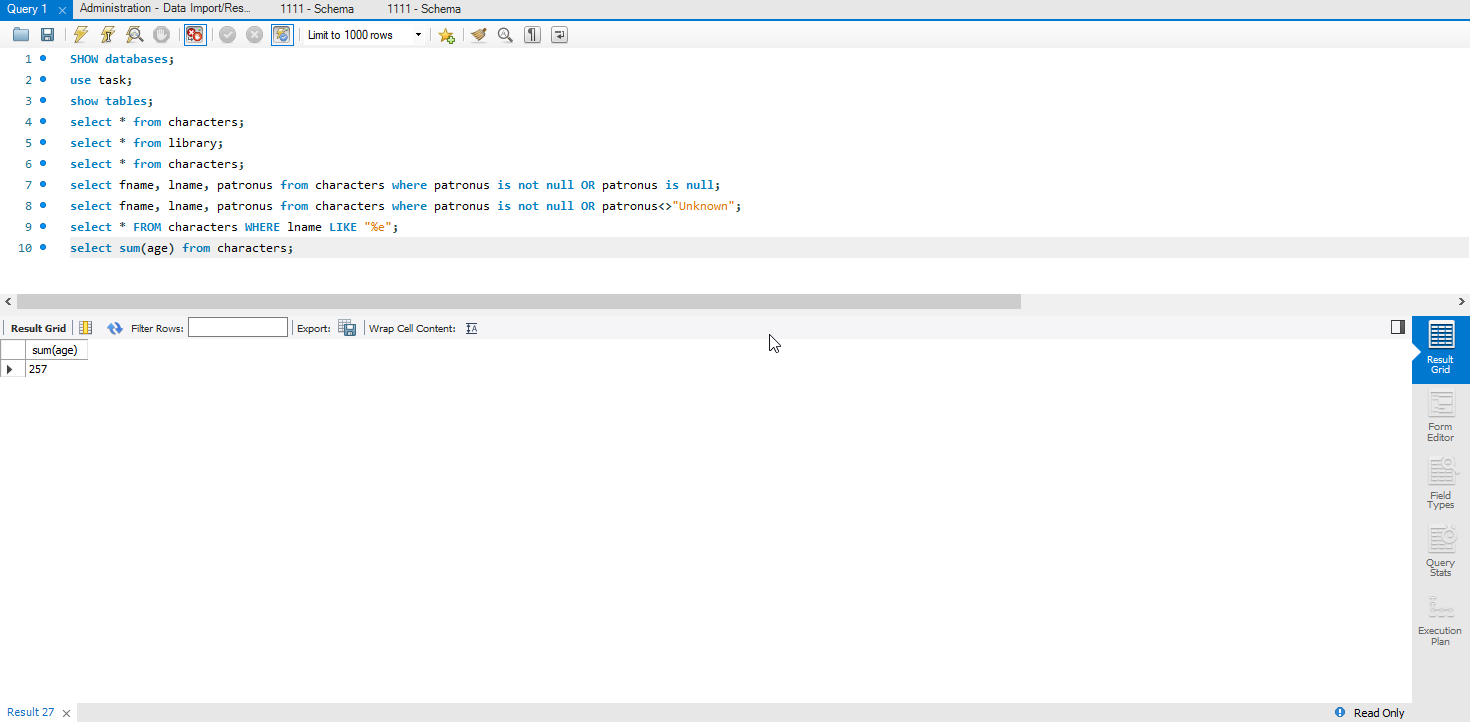 Query 1 Administration - Data Import/Res... 1111 - Schema 1111 - Schema
Limit to 1000 rows
1 SHOW databases;
2 use task;
3 show tables;
4 select * from characters;
5 select * from library;
6 select * from characters;
7 select fname, lname, patronus from characters where patronus is not null OR patronus is null;
8 select fname, lname, patronus from characters where patronus is not null OR patronus<>"Unknown";
9 select * FROM characters WHERE lname LIKE "%e";
10 select sum(age) from characters;
Result Grid Filter Rows: Export: Wrap Cell Content:
sum(age)
257
Result
Grid
Form
Editor
Field
Types
Query
Stats
Execution
Plan
Result 27 Read Only